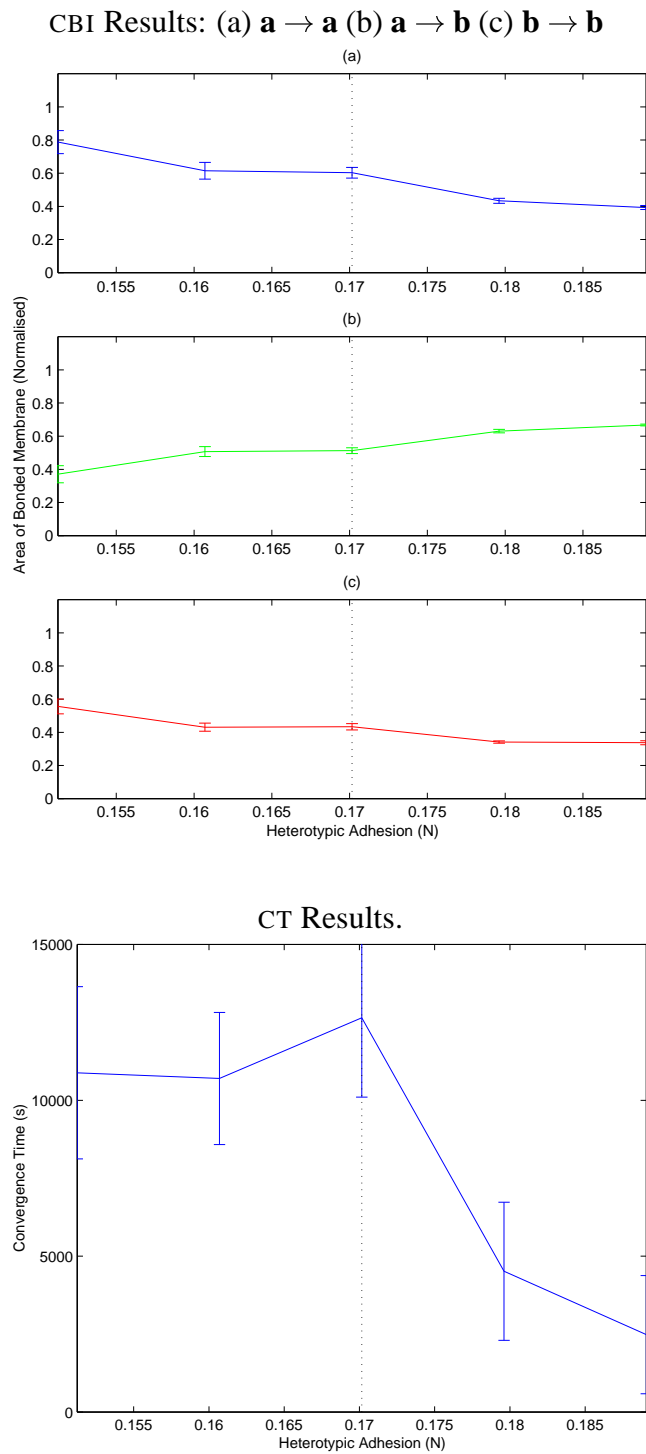 CBI Results: (a) a → a (b) a → b (c) b → b
(a)
1
0.8
0.6
0.4
0.2
0
0.155 0.16 0.165 0.17 0.175 0.18 0.185
(b)
1
0.8
0.6
0.4
0.2
0
0.155 0.16 0.165 0.17 0.175 0.18 0.185
Area of Bonded Membrane (Normalised)
(c)
1
0.8
0.6
0.4
0.2
0
0.155 0.16 0.165 0.17 0.175 0.18 0.185
Heterotypic Adhesion (N)
CT Results.
15000
10000
5000
0
Convergence Time (s)
0.155 0.16 0.165 0.17 0.175 0.18 0.185
Heterotypic Adhesion (N)